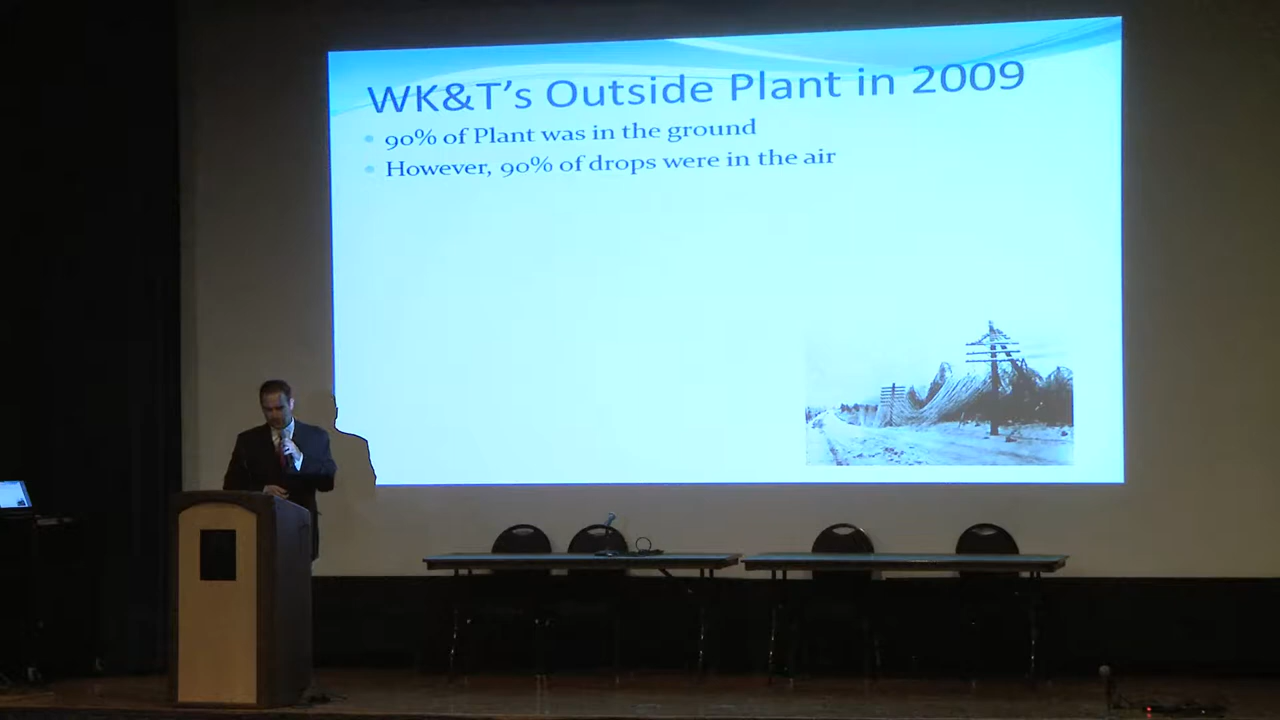 WK&T's Outside Plant in 2009
90% of Plant was in the ground
However, 90% of drops were in the air